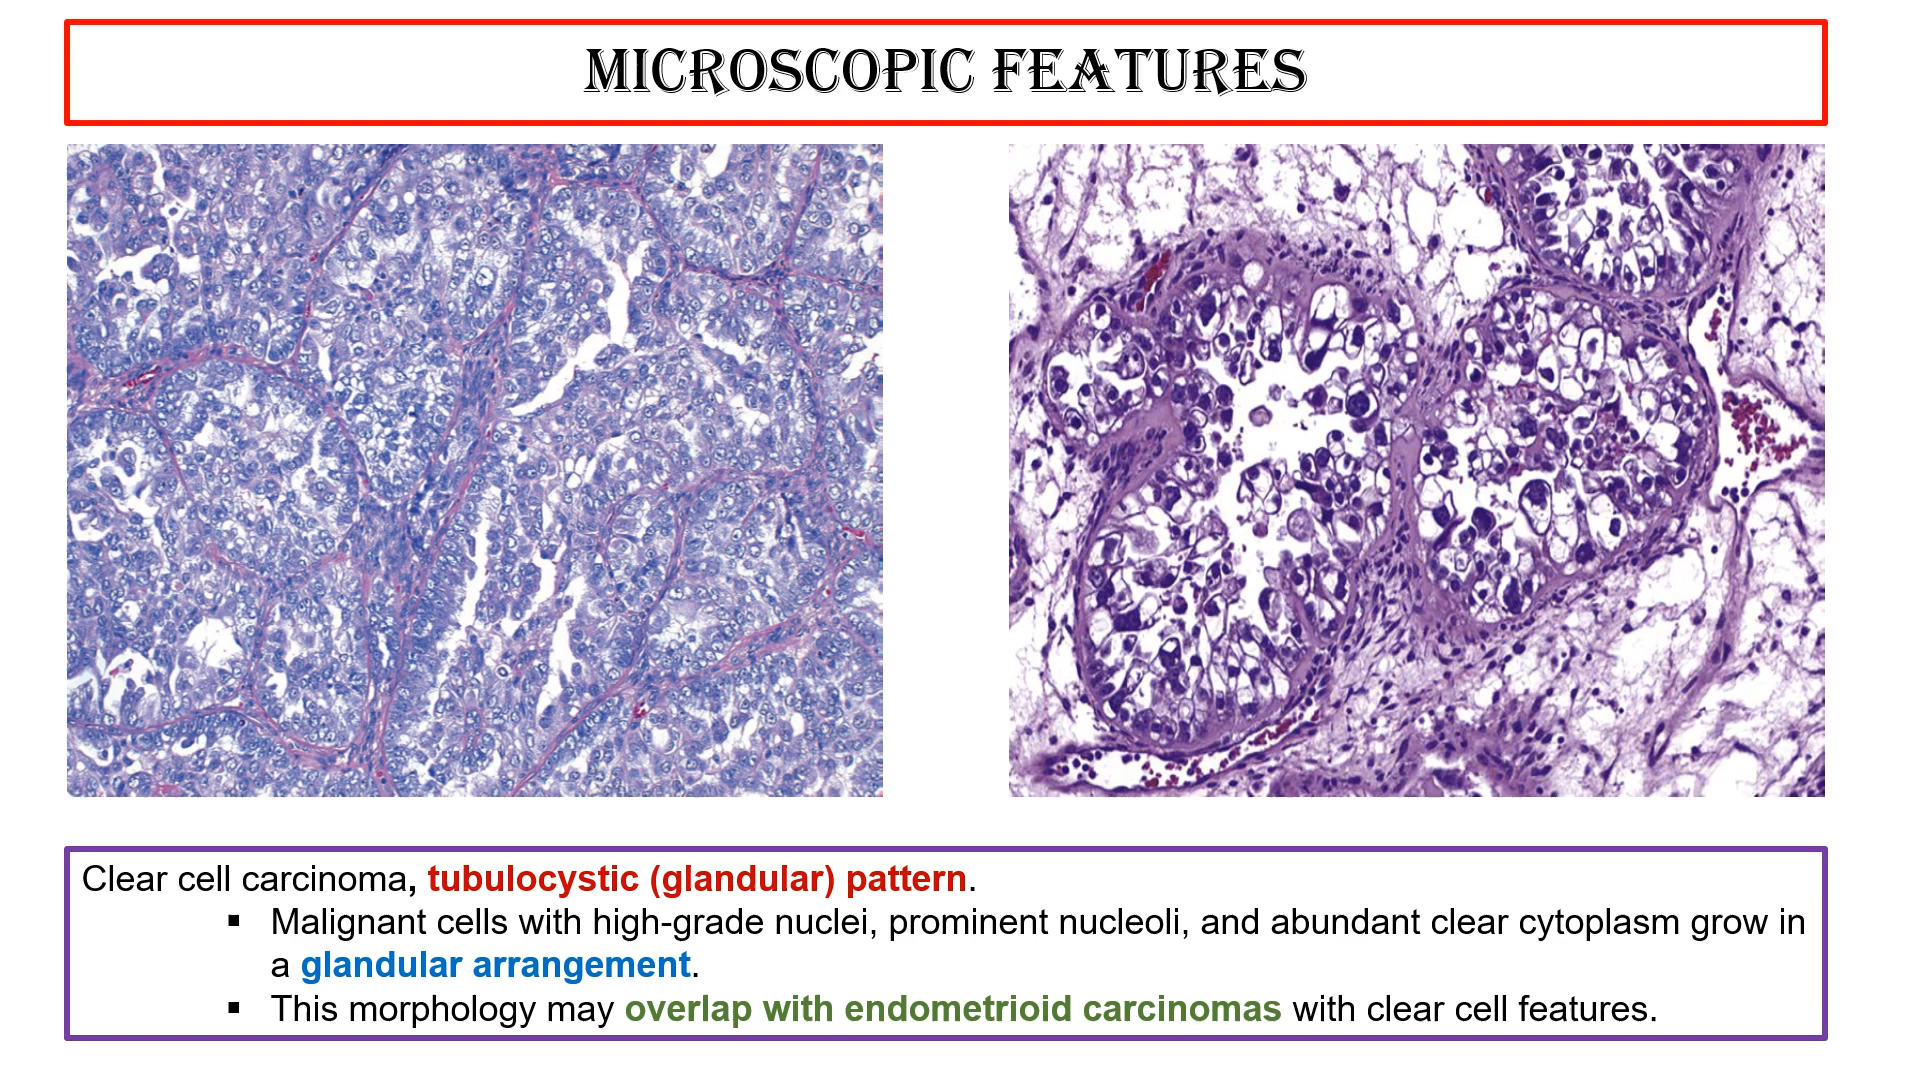 MICROSCOPIC FEATURES
Clear cell carcinoma, tubulocystic (glandular) pattern.
▪ Malignant cells with high-grade nuclei, prominent nucleoli, and abundant clear cytoplasm grow in
a glandular arrangement.
▪ This morphology may overlap with endometrioid carcinomas with clear cell features.